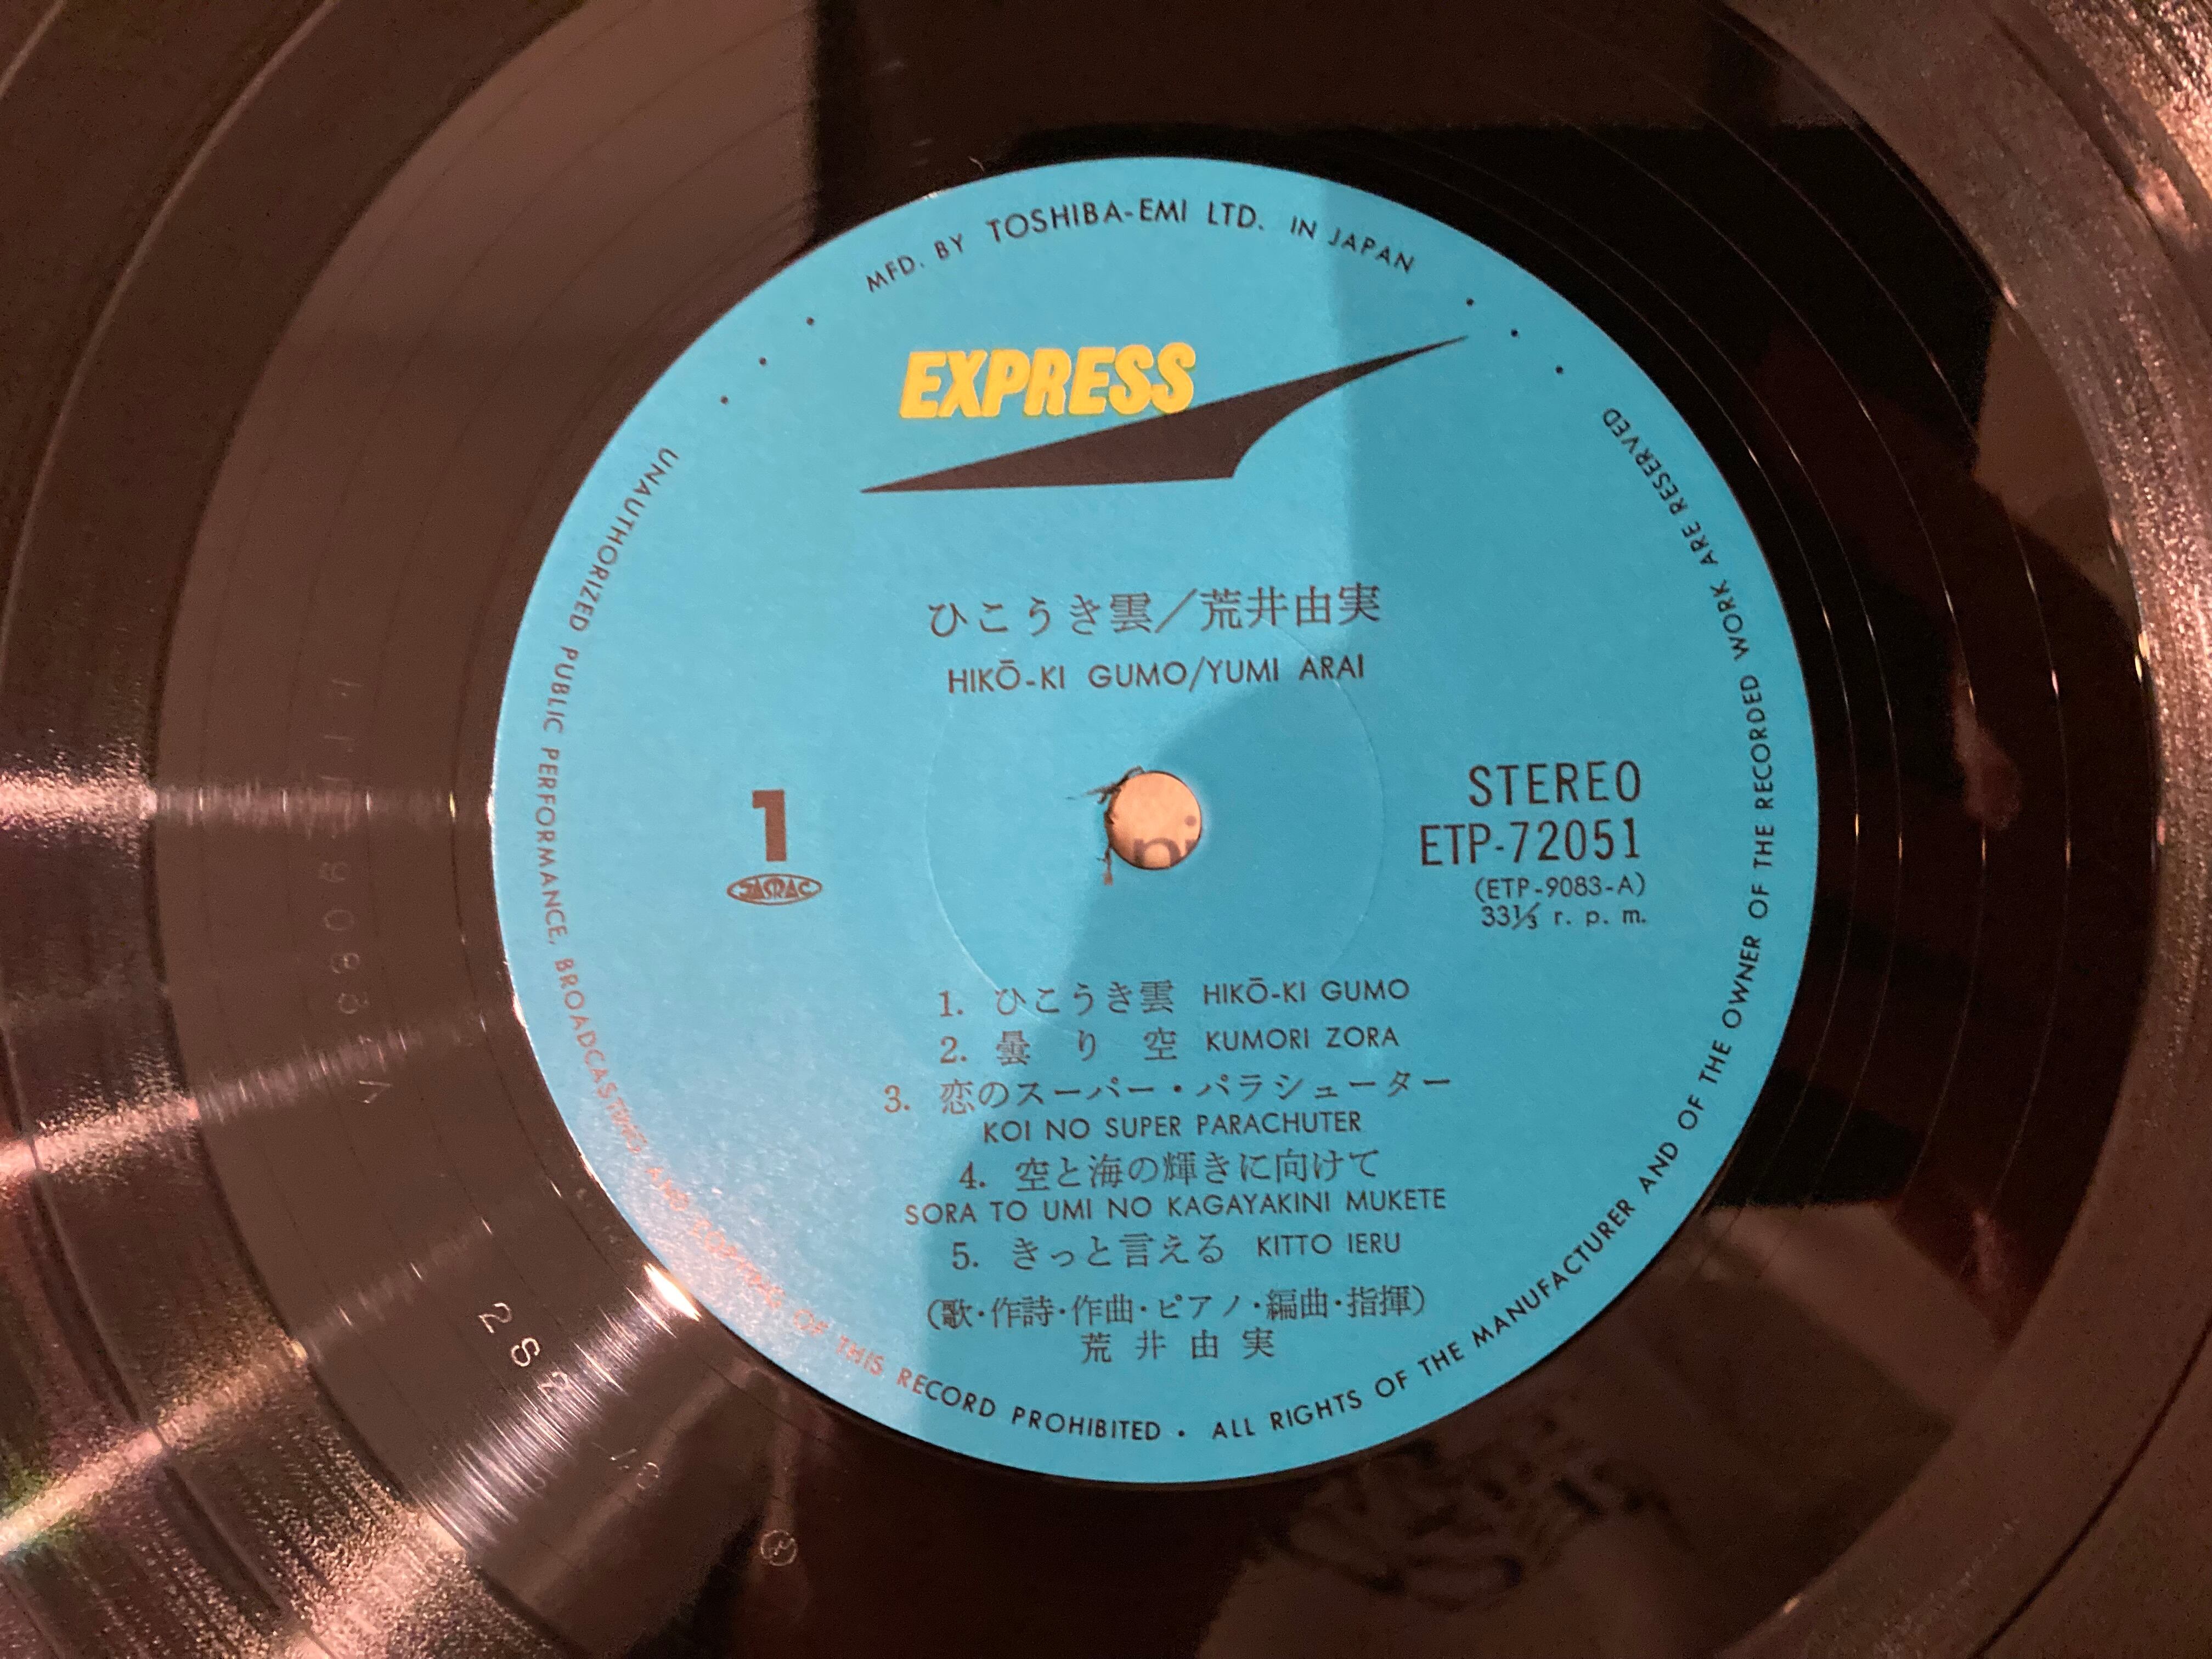 MFD. BY TOSHIBA-EMI LTD. IN JAPAN
EXPRESS
ひこうき雲/荒井由実
HIKŌ-KI GUMO/YUMI ARAI
1
JASRAC
STEREO
ETP-72051
(ETP-9083-A)
33⅓ r. p. m.
1. ひこうき雲 HIKŌ-KI GUMO
2. 曇り空 KUMORI ZORA
3. 恋のスーパー・パラシューター
KOI NO SUPER PARACHUTER
4. 空と海の輝きに向けて
SORA TO UMI NO KAGAYAKINI MUKETE
5. きっと言える KITTO IERU
(歌・作詩・作曲・ピアノ・編曲・指揮)
荒井由実
UNAUTHORIZED PUBLIC PERFORMANCE, BROADCASTING AND COPYING OF THIS RECORD PROHIBITED • ALL RIGHTS OF THE MANUFACTURER AND OF THE OWNER OF THE RECORDED WORK ARE RESERVED